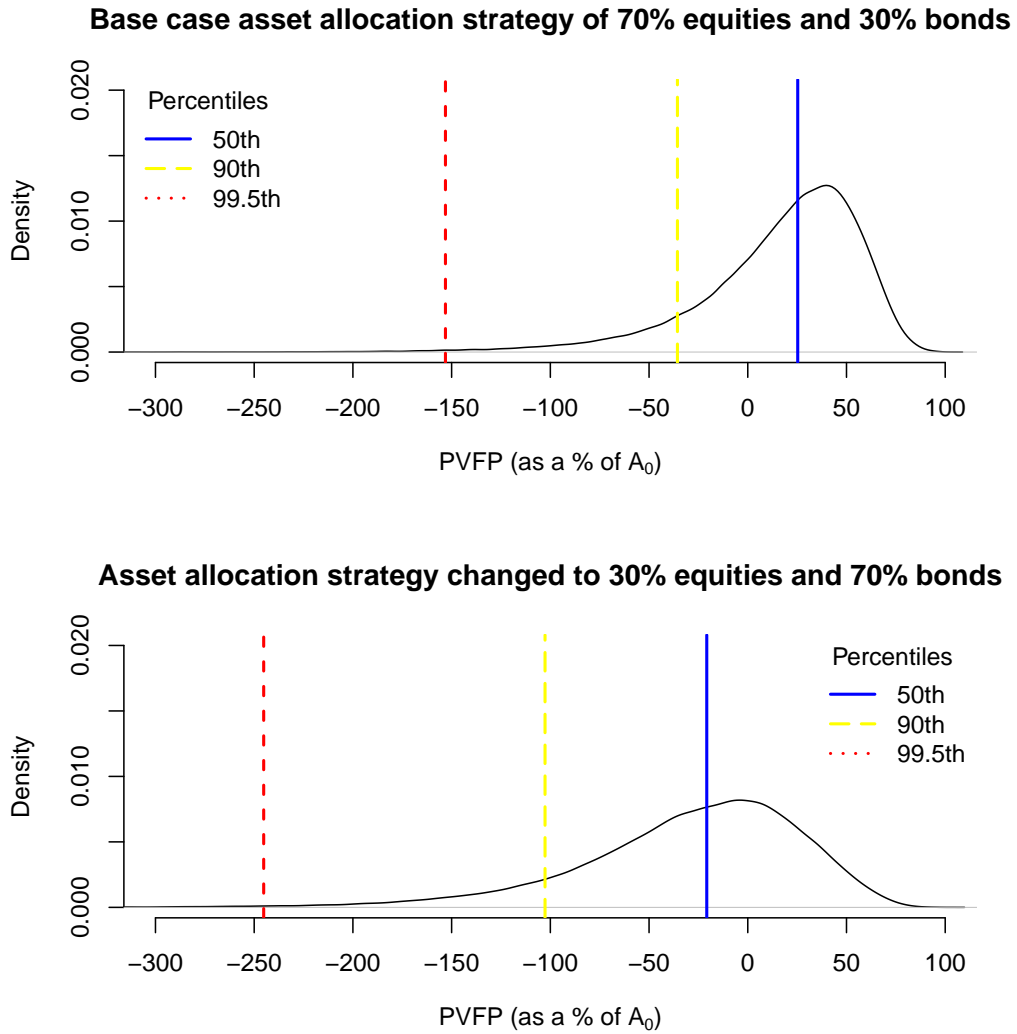 Base case asset allocation strategy of 70% equities and 30% bonds
0.020
0.010
0.000
Density
Percentiles
50th
90th
99.5th
−300 −250 −200 −150 −100 −50 0 50 100
PVFP (as a % of A₀)
Asset allocation strategy changed to 30% equities and 70% bonds
0.020
0.010
0.000
Density
Percentiles
50th
90th
99.5th
−300 −250 −200 −150 −100 −50 0 50 100
PVFP (as a % of A₀)